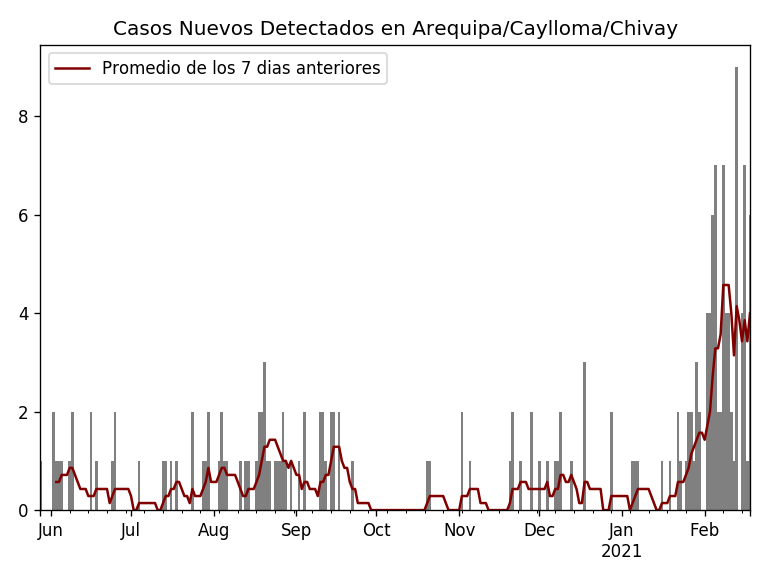 Casos Nuevos Detectados en Arequipa/Caylloma/Chivay
Promedio de los 7 dias anteriores
8
6
4
2
0
Jun Jul Aug Sep Oct Nov Dec Jan Feb
2021